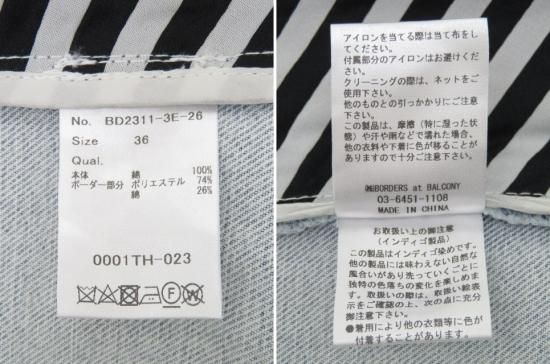 No. BD2311-3E-26
Size 36
Qual.
本体 綿 100%
ボーダー部分 ポリエステル 74%
綿 26%
0001TH-023
アイロンを当てる際は当て布をし
てください。
付属部分のアイロンはお避けくだ
さい。
クリーニングの際は、ネットをご
使用ください。
他のものとの引っかかりにご注意
下さい。
この製品は、摩擦（特に湿った状
態）や汗や雨などで濡れた場合、
他の衣料や下着に色が移ることが
ありますので十分ご注意下さい。
㈱BORDERS at BALCONY
03-6451-1108
MADE IN CHINA
お取扱い上の御注意
（インディゴ製品）
この製品はインディゴ染めです。
他の製品には味わえない自然な
風合いがあり洗っていくごとに
独特の色落ちの変化を楽しめま
す。取扱いの際は、取扱い絵表
示をご確認の上、次の点に充分
御注意下さい。
●着用により他の衣類等に色が
付着する場合があります。